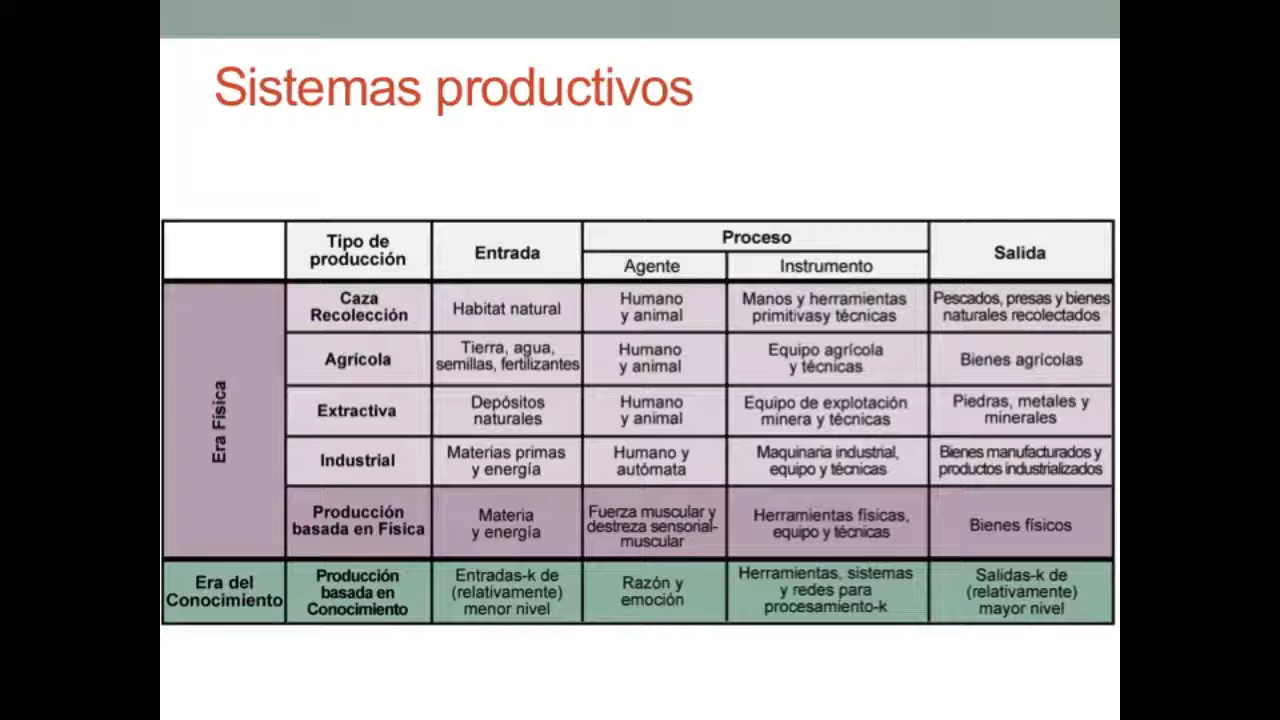 Sistemas productivos
Tipo de
producción
Entrada
Proceso
Agente
Instrumento
Salida
Era Física
Caza
Recolección
Habitat natural
Humano
y animal
Manos y herramientas
primitivasy técnicas
Pescados, presas y bienes
naturales recolectados
Agrícola
Tierra, agua,
semillas, fertilizantes
Humano
y animal
Equipo agrícola
y técnicas
Bienes agrícolas
Extractiva
Depósitos
naturales
Humano
y animal
Equipo de explotación
minera y técnicas
Piedras, metales y
minerales
Industrial
Materias primas
y energía
Humano y
autómata
Maquinaria industrial,
equipo y técnicas
Bienes manufacturados y
productos industrializados
Producción
basada en Física
Materia
y energía
Fuerza muscular y
destreza sensorial-
muscular
Herramientas físicas,
equipo y técnicas
Bienes físicos
Era del
Conocimiento
Producción
basada en
Conocimiento
Entradas-k de
(relativamente)
menor nivel
Razón y
emoción
Herramientas, sistemas
y redes para
procesamiento-k
Salidas-k de
(relativamente)
mayor nivel